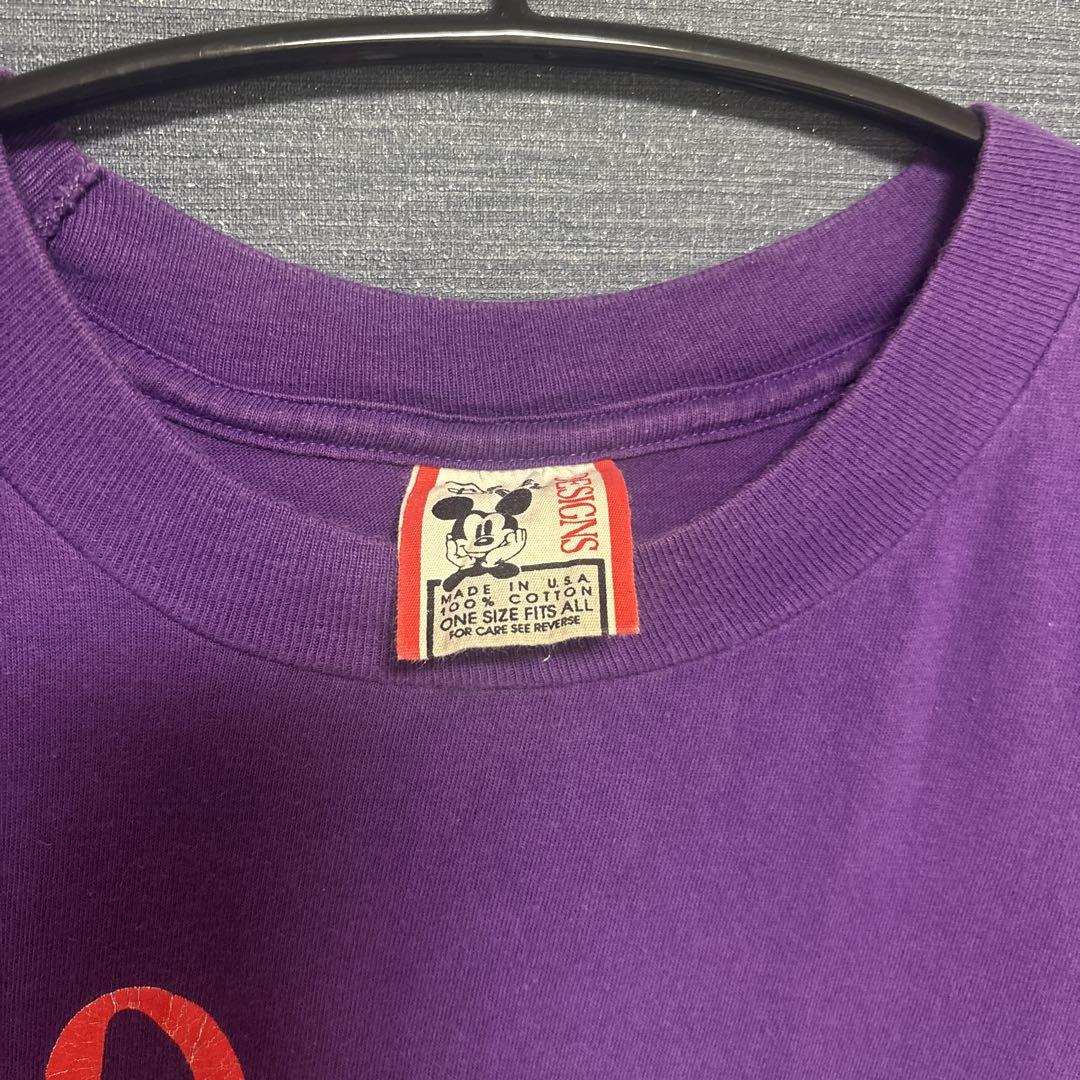 DESIGNS
MADE IN U.S.A.
100% COTTON
ONE SIZE FITS ALL
FOR CARE SEE REVERSE